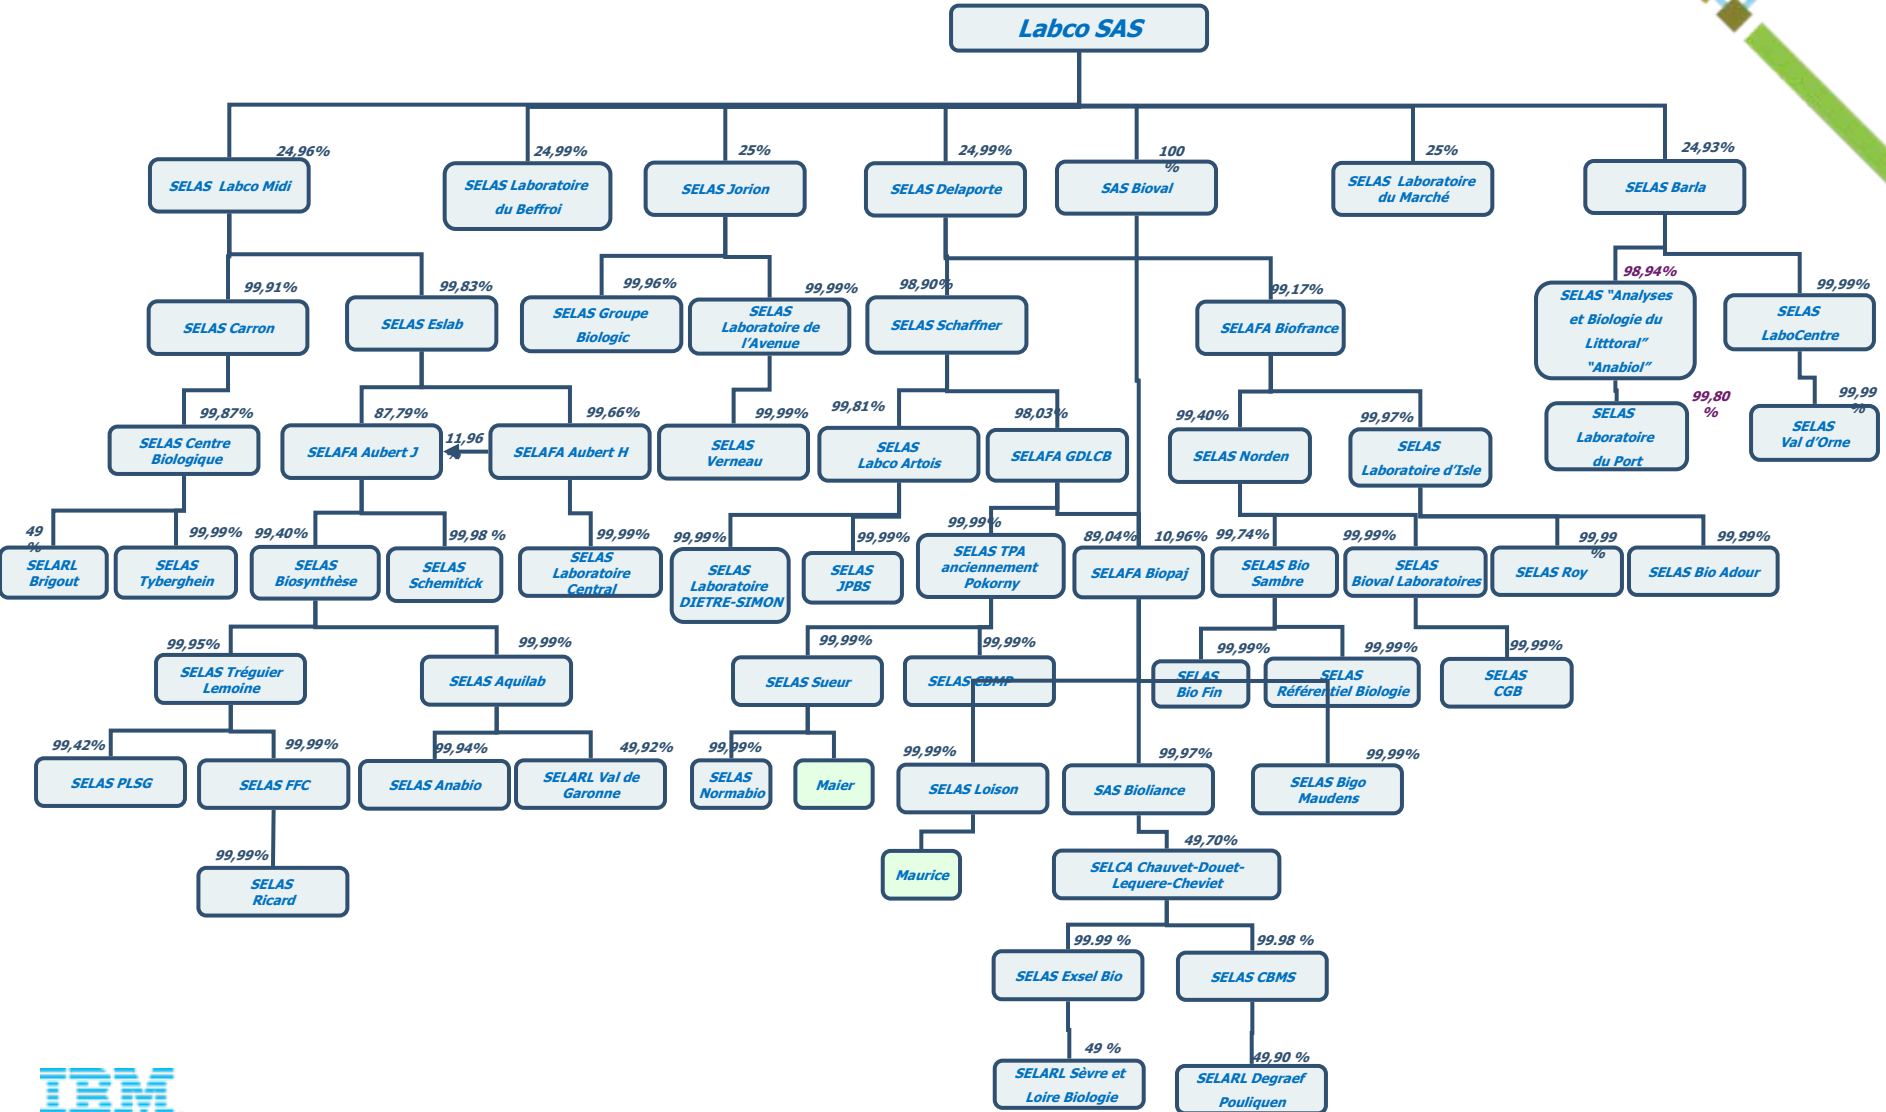 Labco SAS
24,96%
24,99%
25%
24,99%
100
%
25%
24,93%
SELAS Labco Midi
SELAS Laboratoire
du Beffroi
SELAS Jorion
SELAS Delaporte
SAS Bioval
SELAS Laboratoire
du Marché
SELAS Barla
99,91%
99,83%
99,96%
99,99%
98,90%
99,17%
98,94%
99,99%
SELAS Carron
SELAS Eslab
SELAS Groupe
Biologic
SELAS
Laboratoire de
l’Avenue
SELAS Schaffner
SELAFA Biofrance
SELAS “Analyses
et Biologie du
Litttoral”
“Anabiol”
SELAS
LaboCentre
99,87%
87,79%
99,66%
99,99%
99,81%
98,03%
99,40%
99,97%
99,80
%
99,99
%
SELAS Centre
Biologique
SELAFA Aubert J
11,96
%
SELAFA Aubert H
SELAS
Verneau
SELAS
Labco Artois
SELAFA GDLCB
SELAS Norden
SELAS
Laboratoire d’Isle
SELAS
Laboratoire
du Port
SELAS
Val d’Orne
49
%
99,99%
99,40%
99,98 %
99,99%
99,99%
99,99%
99,99%
89,04%
10,96%
99,74%
99,99%
99,99
%
99,99%
SELARL
Brigout
SELAS
Tyberghein
SELAS
Biosynthèse
SELAS
Schemitick
SELAS
Laboratoire
Central
SELAS
Laboratoire
DIETRE-SIMON
SELAS
JPBS
SELAS TPA
anciennement
Pokorny
SELAFA Biopaj
SELAS Bio
Sambre
SELAS
Bioval Laboratoires
SELAS Roy
SELAS Bio Adour
99,95%
99,99%
99,99%
99,99%
99,99%
99,99%
99,99%
SELAS Tréguier
Lemoine
SELAS Aquilab
SELAS Sueur
SELAS CBMP
SELAS
Bio Fin
SELAS
Référentiel Biologie
SELAS
CGB
99,42%
99,99%
99,94%
49,92%
99,99%
99,99%
99,97%
99,99%
SELAS PLSG
SELAS FFC
SELAS Anabio
SELARL Val de
Garonne
SELAS
Normabio
Maier
SELAS Loison
SAS Bioliance
SELAS Bigo
Maudens
99,99%
49,70%
SELAS
Ricard
Maurice
SELCA Chauvet-Douet-
Lequere-Cheviet
99.99 %
99.98 %
SELAS Exsel Bio
SELAS CBMS
49 %
49,90 %
SELARL Sèvre et
Loire Biologie
SELARL Degraef
Pouliquen
IBM